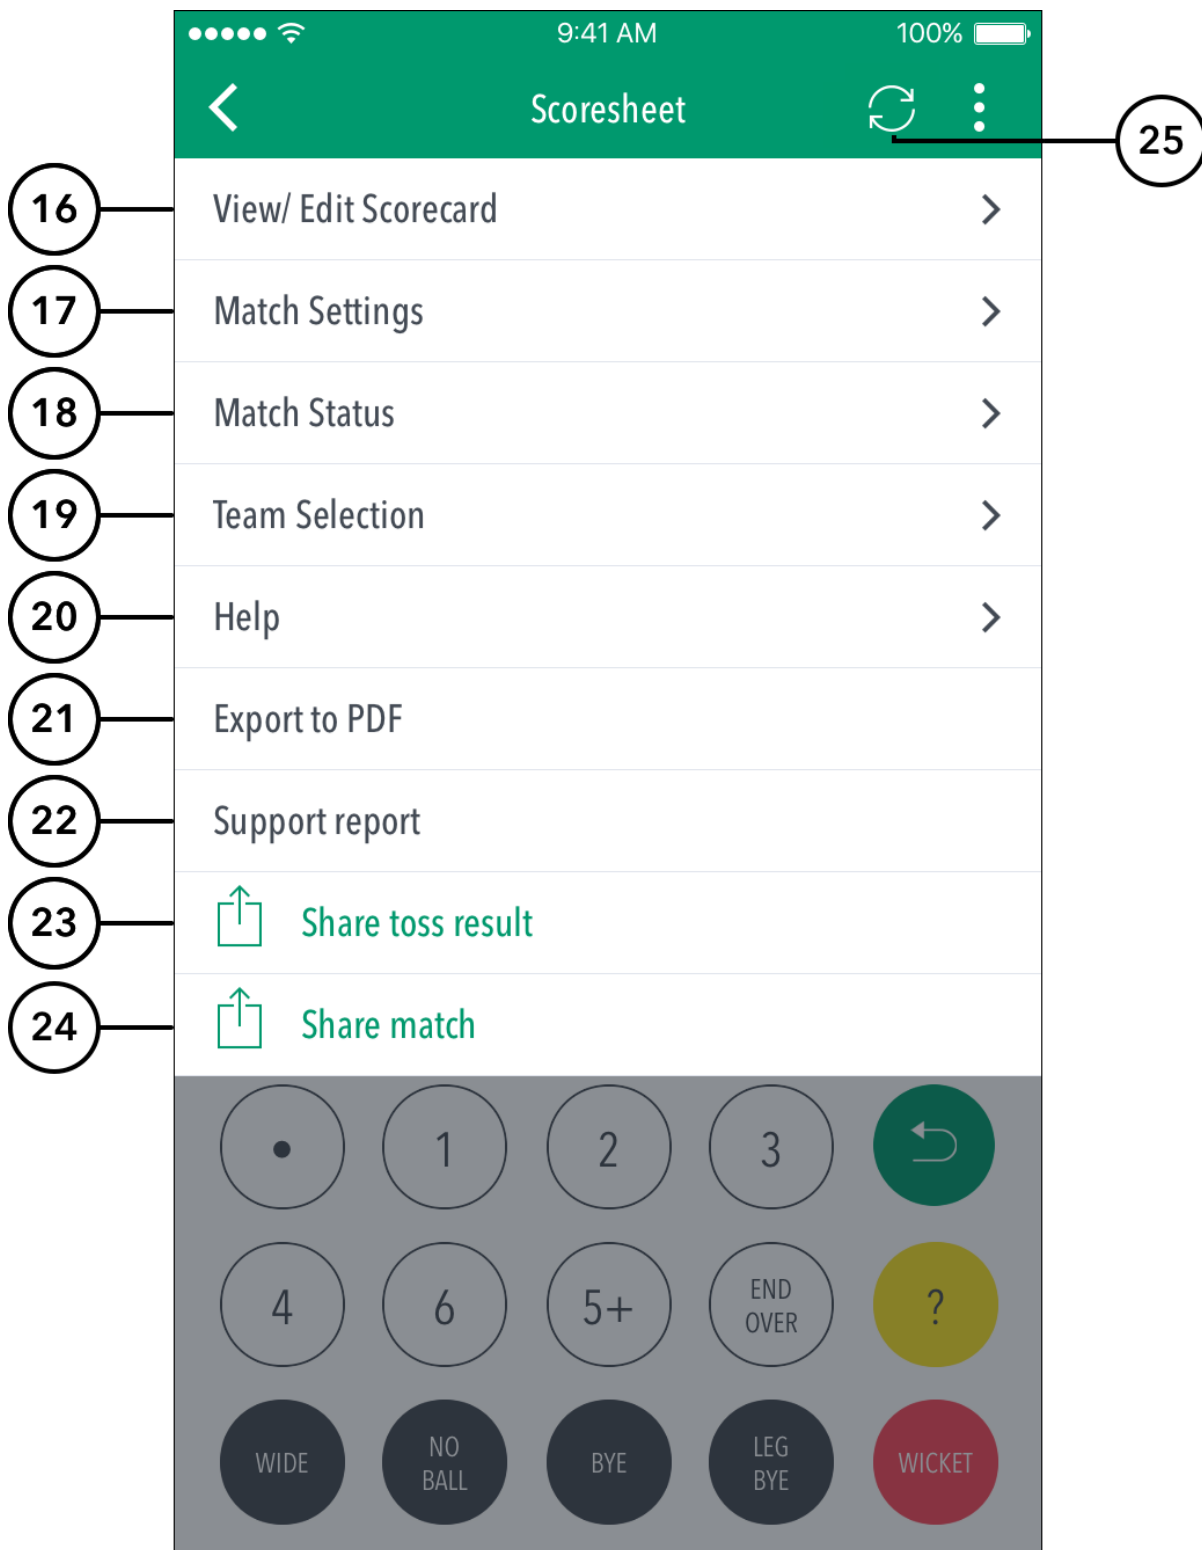 9:41 AM 100%
Scoresheet
25
16 View/ Edit Scorecard
17 Match Settings
18 Match Status
19 Team Selection
20 Help
21 Export to PDF
22 Support report
23 Share toss result
24 Share match
1 2 3
4 6 5+ END OVER ?
WIDE NO BALL BYE LEG BYE WICKET